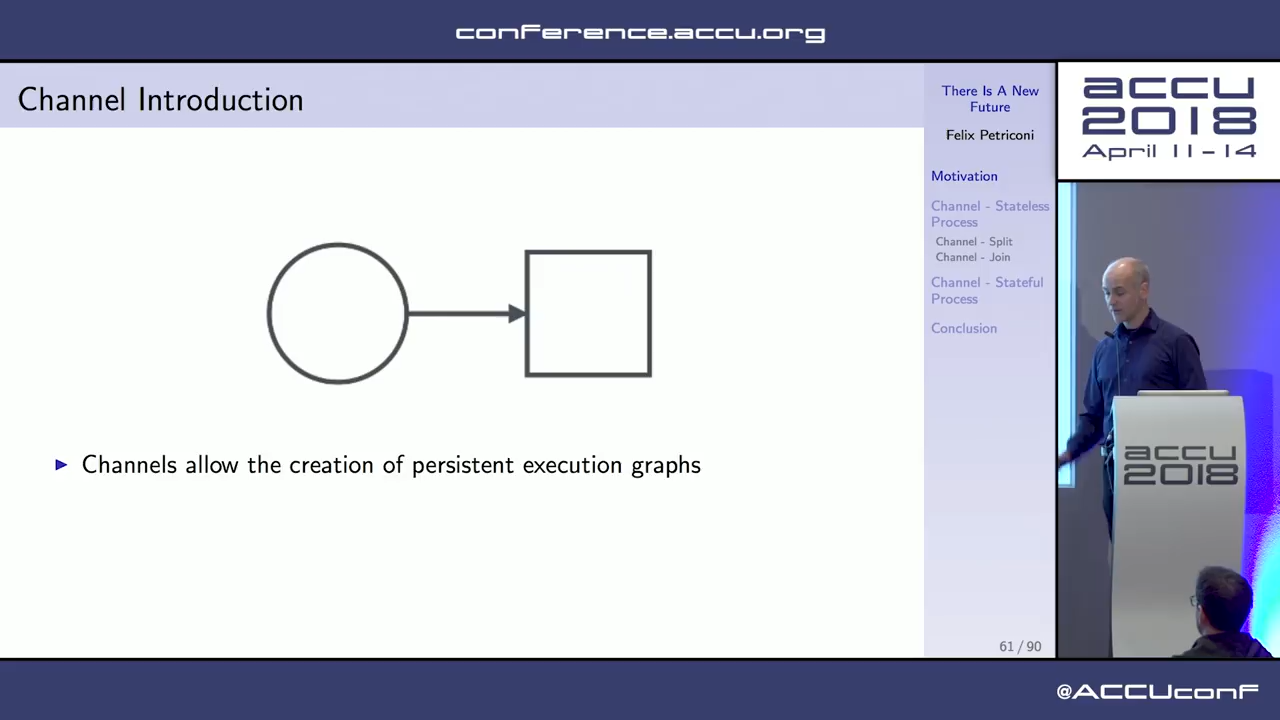 conference.accu.org
Channel Introduction
Channels allow the creation of persistent execution graphs
There Is A New
Future
Felix Petriconi
Motivation
Channel - Stateless
Process
Channel - Split
Channel - Join
Channel - Stateful
Process
Conclusion
61 / 90
accu
2018
April 11-14
accu
2018
@ACCUconf